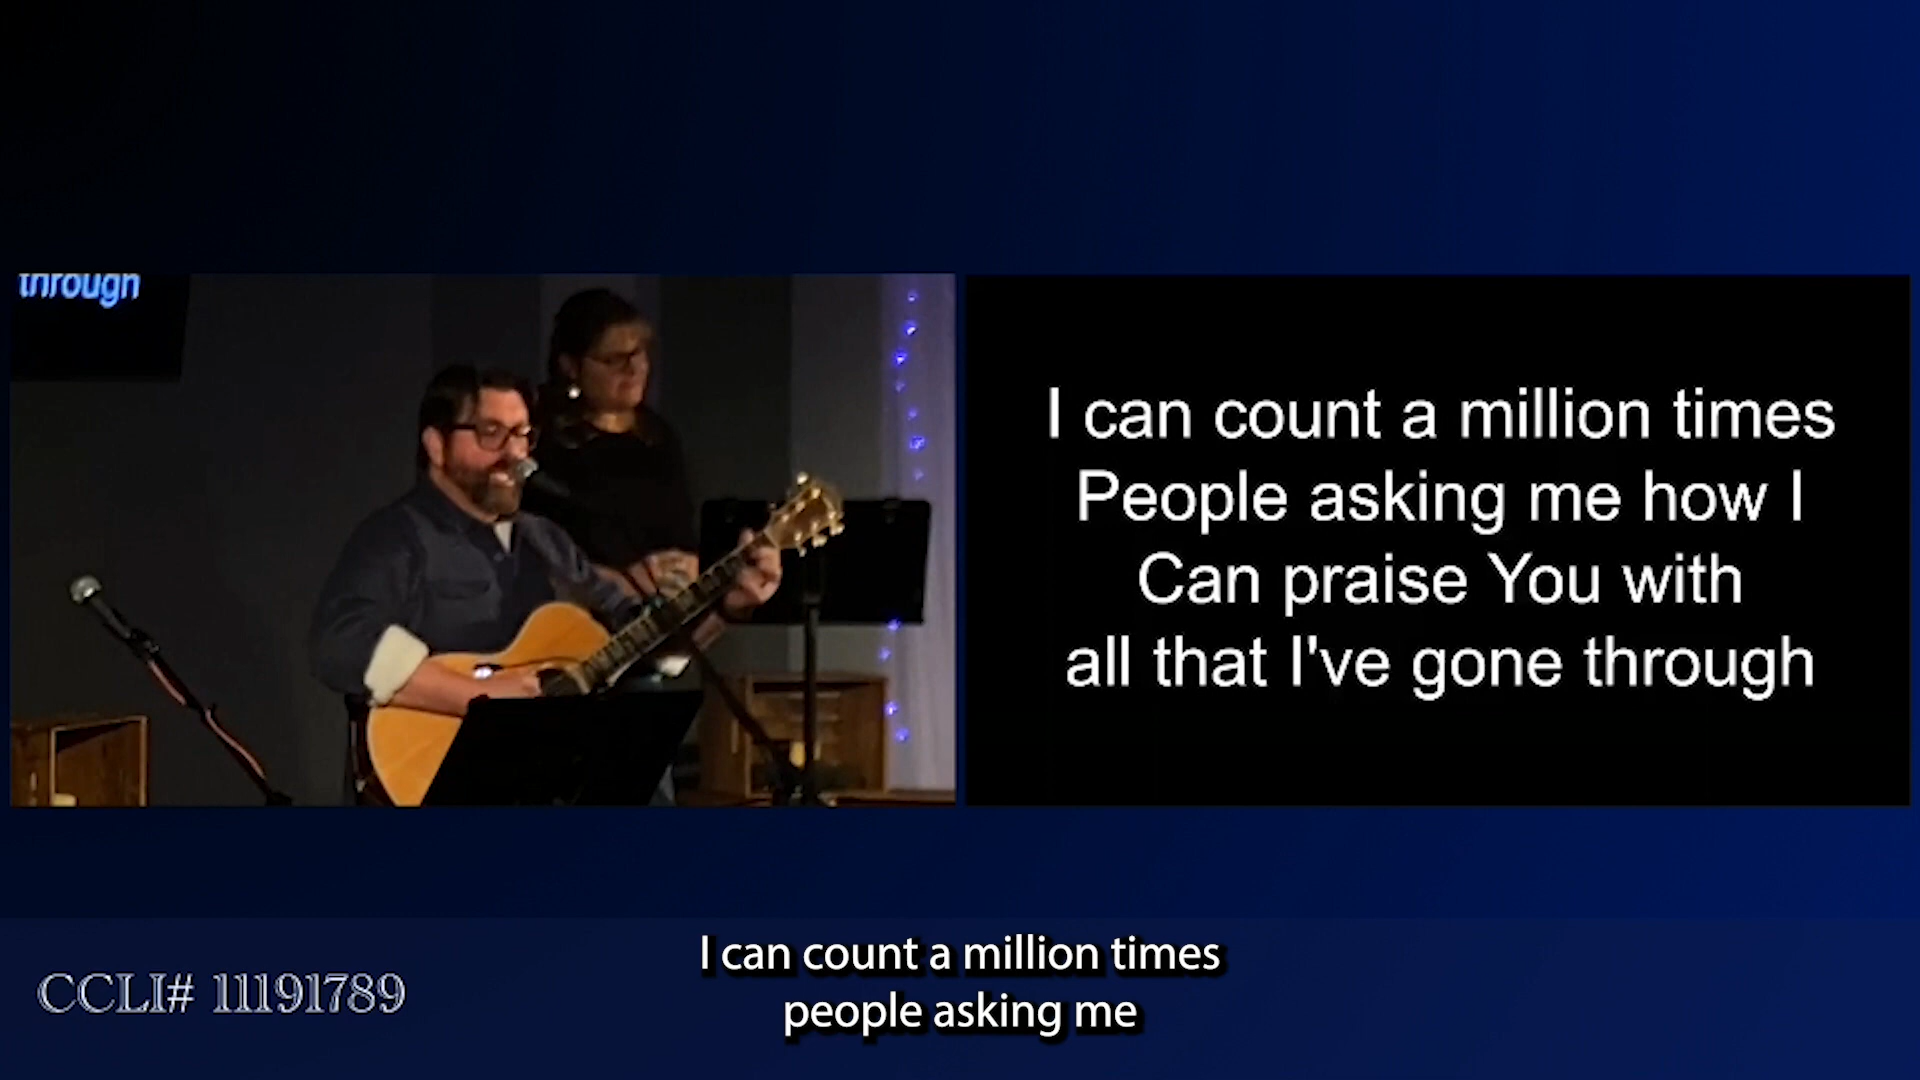 through
I can count a million times
People asking me how I
Can praise You with
all that I've gone through
I can count a million times
people asking me
CCLI# 11191789